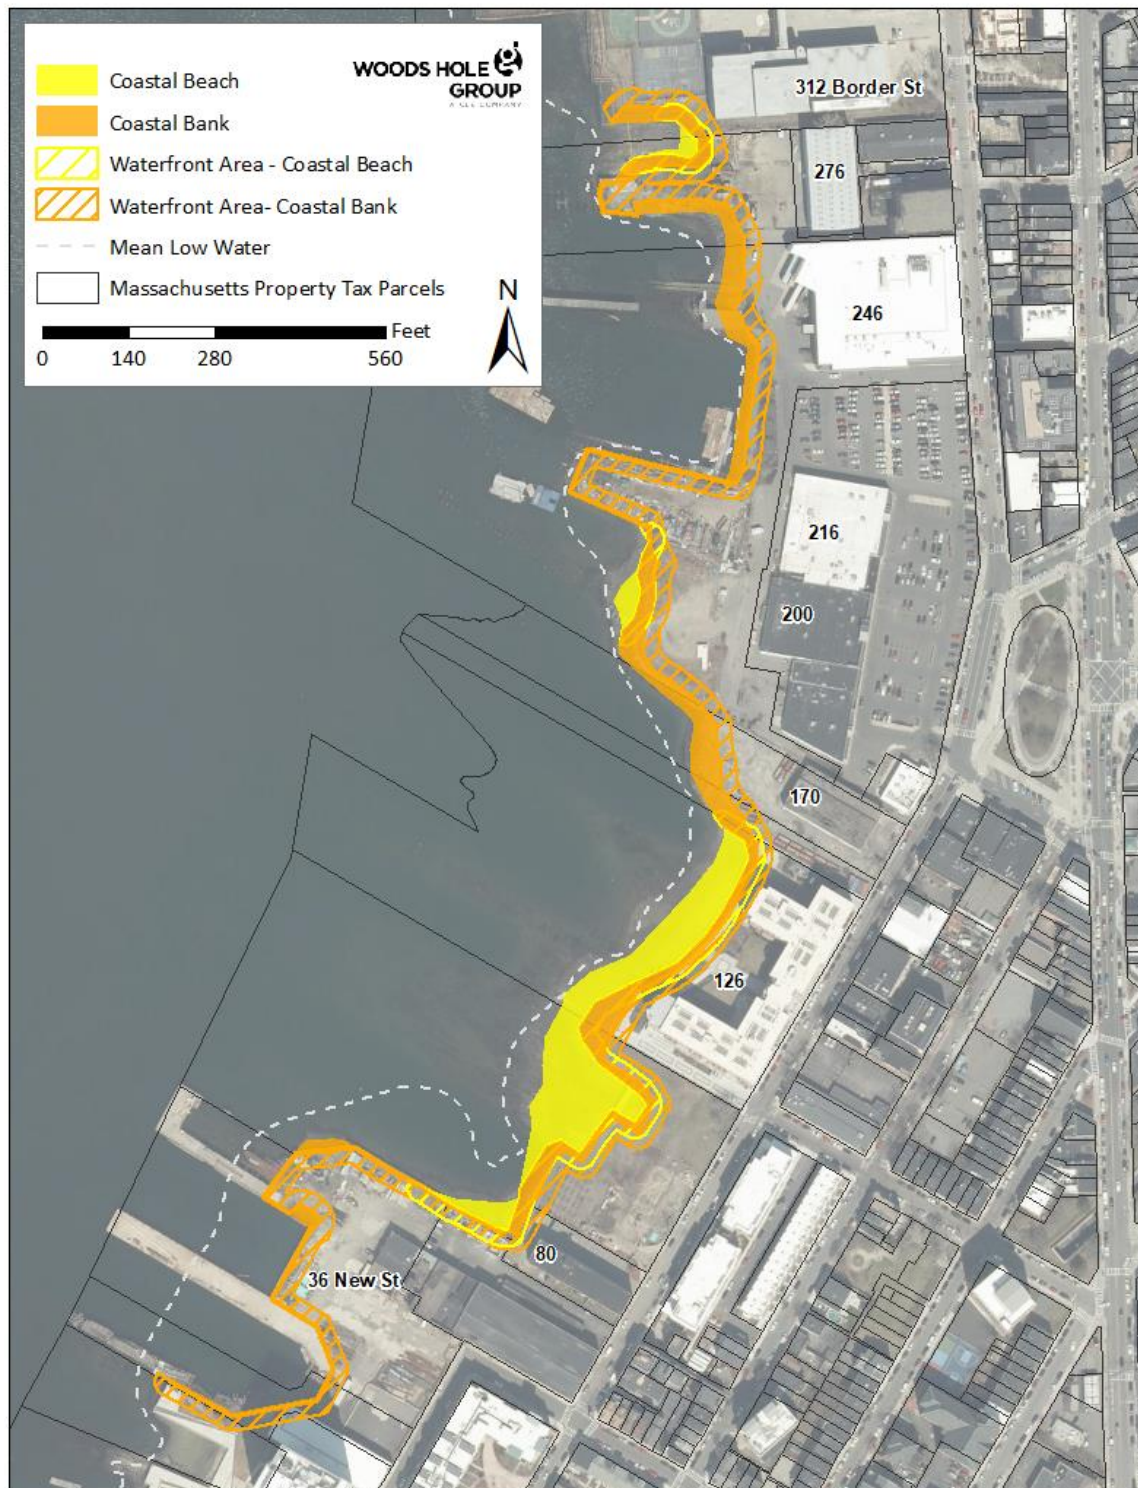 WOODS HOLE
GROUP
A CLS COMPANY
Coastal Beach
Coastal Bank
Waterfront Area - Coastal Beach
Waterfront Area- Coastal Bank
Mean Low Water
Massachusetts Property Tax Parcels
N
Feet
0 140 280 560
312 Border St
276
246
216
200
170
126
80
36 New St